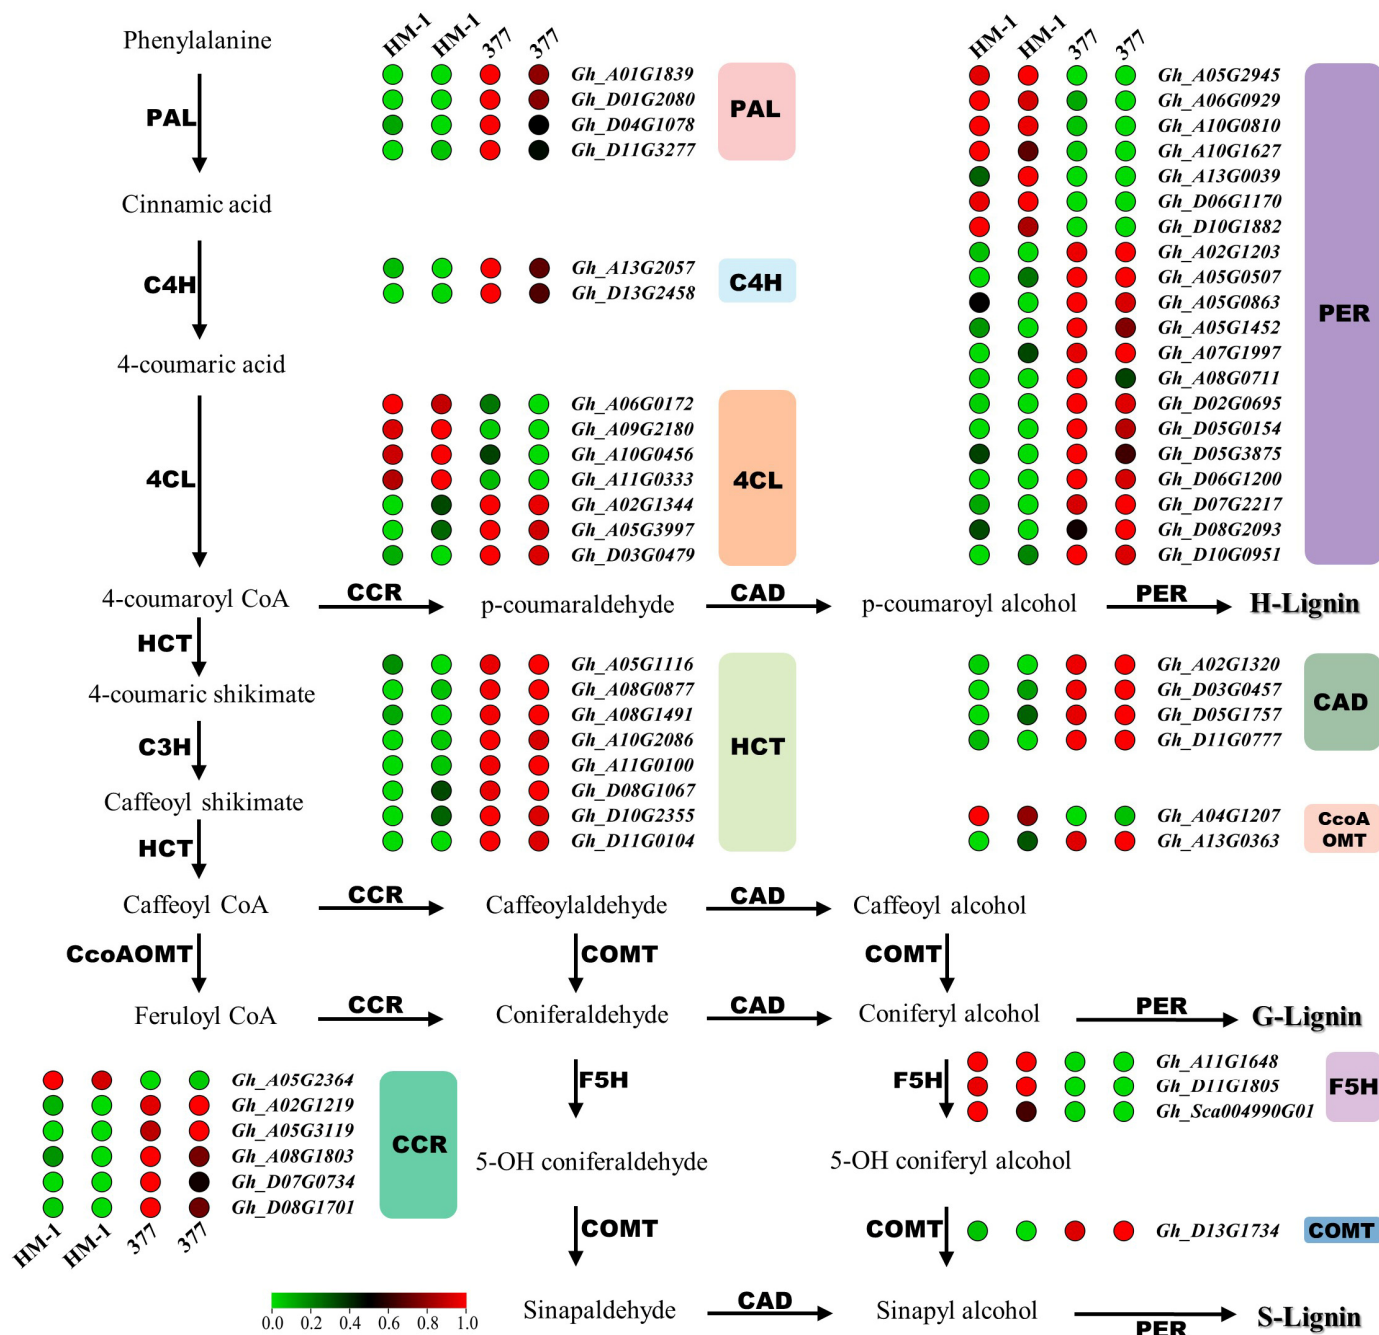 Phenylalanine
PAL
Cinnamic acid
C4H
4-coumaric acid
4CL
4-coumaroyl CoA
HCT
4-coumaric shikimate
C3H
Caffeoyl shikimate
HCT
Caffeoyl CoA
CcoAOMT
Feruloyl CoA
HM-1 HM-1 377 377
Gh_A01G1839
Gh_D01G2080
Gh_D04G1078
Gh_D11G3277
PAL
Gh_A13G2057
Gh_D13G2458
C4H
Gh_A06G0172
Gh_A09G2180
Gh_A10G0456
Gh_A11G0333
Gh_A02G1344
Gh_A05G3997
Gh_D03G0479
4CL
HM-1 HM-1 377 377
Gh_A05G2945
Gh_A06G0929
Gh_A10G0810
Gh_A10G1627
Gh_A13G0039
Gh_D06G1170
Gh_D10G1882
Gh_A02G1203
Gh_A05G0507
Gh_A05G0863
Gh_A05G1452
Gh_A07G1997
Gh_A08G0711
Gh_D02G0695
Gh_D05G0154
Gh_D05G3875
Gh_D06G1200
Gh_D07G2217
Gh_D08G2093
Gh_D10G0951
PER
CCR
p-coumaraldehyde
CAD
p-coumaroyl alcohol
PER
H-Lignin
Gh_A05G1116
Gh_A08G0877
Gh_A08G1491
Gh_A10G2086
Gh_A11G0100
Gh_D08G1067
Gh_D10G2355
Gh_D11G0104
HCT
Gh_A02G1320
Gh_D03G0457
Gh_D05G1757
Gh_D11G0777
CAD
Gh_A04G1207
Gh_A13G0363
CcoA
OMT
CCR
Caffeoylaldehyde
CAD
Caffeoyl alcohol
COMT
COMT
CCR
Coniferaldehyde
CAD
Coniferyl alcohol
PER
G-Lignin
Gh_A05G2364
Gh_A02G1219
Gh_A05G3119
Gh_A08G1803
Gh_D07G0734
Gh_D08G1701
HM-1 HM-1 377 377
CCR
F5H
F5H
Gh_A11G1648
Gh_D11G1805
Gh_Sca004990G01
F5H
5-OH coniferaldehyde
5-OH coniferyl alcohol
COMT
COMT
Gh_D13G1734
COMT
0.0 0.2 0.4 0.6 0.8 1.0
Sinapaldehyde
CAD
Sinapyl alcohol
PER
S-Lignin